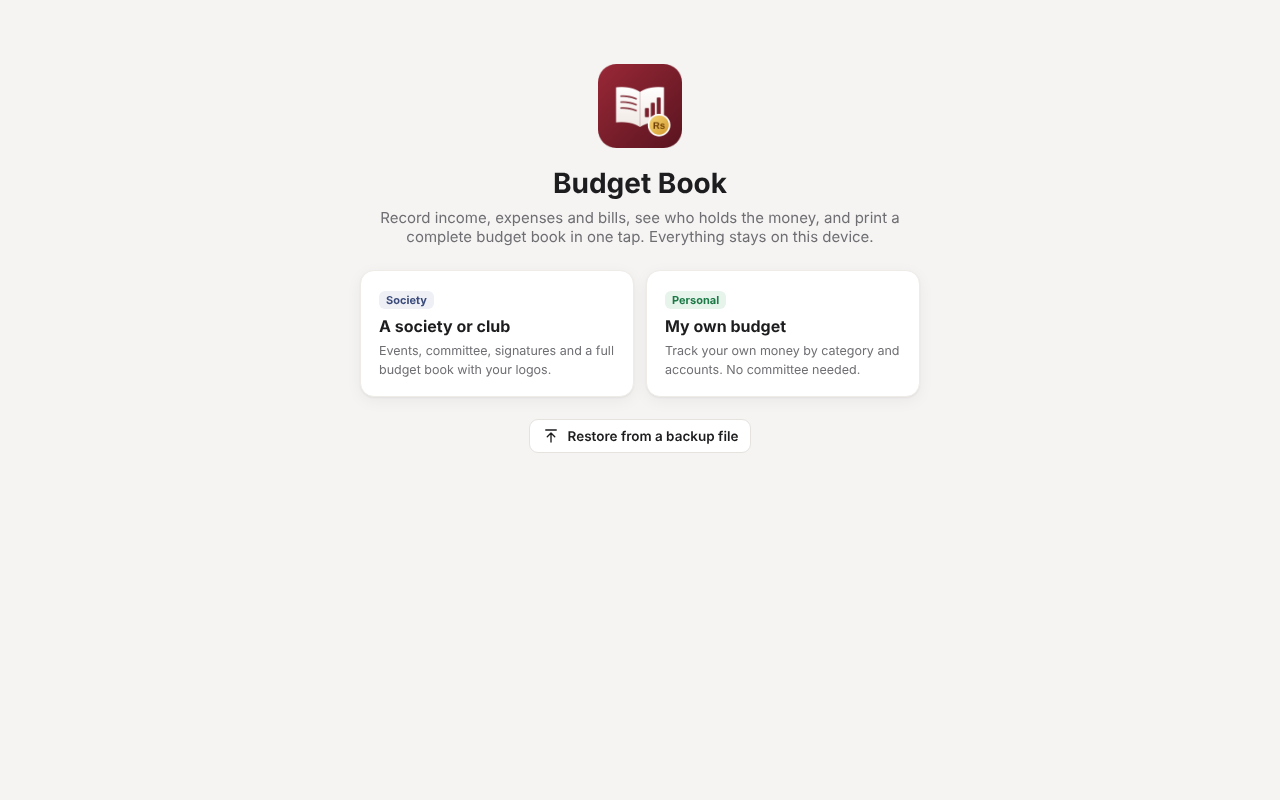 Rs
Budget Book
Record income, expenses and bills, see who holds the money, and print a
complete budget book in one tap. Everything stays on this device.
Society
A society or club
Events, committee, signatures and a full
budget book with your logos.
Personal
My own budget
Track your own money by category and
accounts. No committee needed.
Restore from a backup file